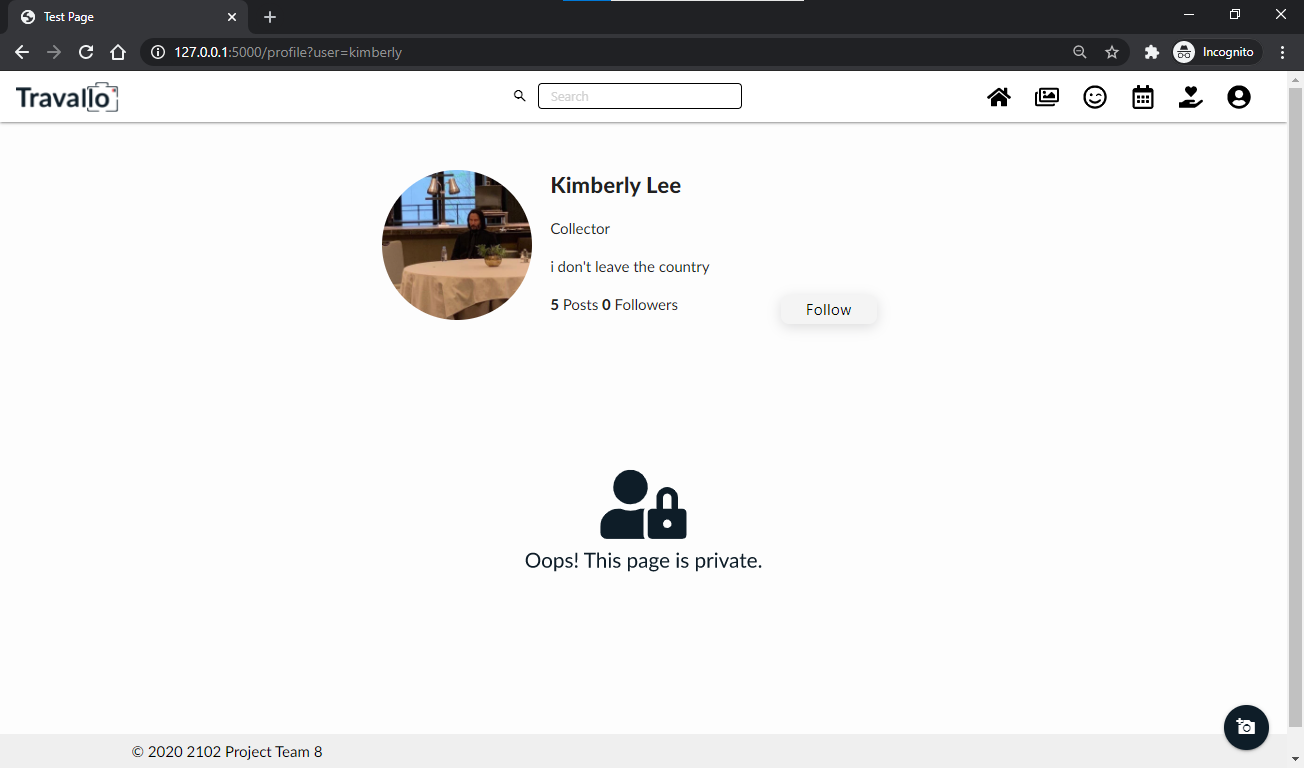 Test Page
127.0.0.1:5000/profile?user=kimberly
Incognito
Travallo
Search
Kimberly Lee
Collector
i don't leave the country
5 Posts 0 Followers
Follow
Oops! This page is private.
© 2020 2102 Project Team 8